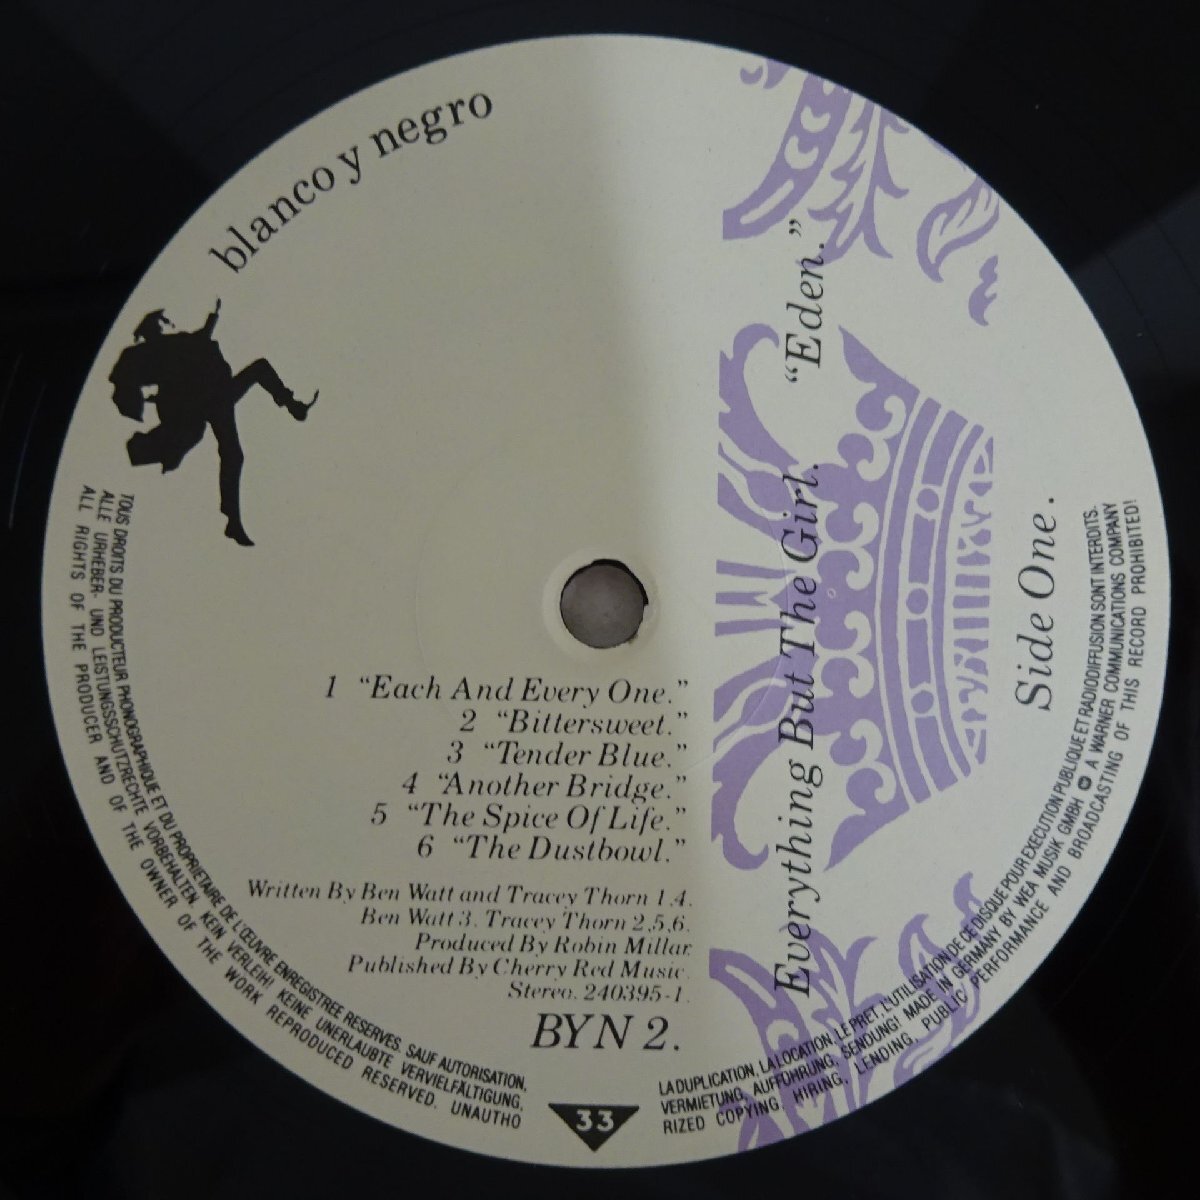 blanco y negro
Everything But The Girl. “Eden.”
Side One.
1 “Each And Every One.”
2 “Bittersweet.”
3 “Tender Blue.”
4 “Another Bridge.”
5 “The Spice Of Life.”
6 “The Dustbowl.”
Written By Ben Watt and Tracey Thorn 1,4.
Ben Watt 3. Tracey Thorn 2,5,6.
Produced By Robin Millar.
Published By Cherry Red Music.
Stereo. 240395-1.
BYN 2.
33
TOUS DROITS DU PRODUCTEUR PHONOGRAPHIQUE ET DU PROPRIETAIRE DE L'ŒUVRE ENREGISTREE RESERVES. SAUF AUTORISATION, LA DUPLICATION, LA LOCATION, LE PRET, L'UTILISATION DE CE DISQUE POUR EXECUTION PUBLIQUE ET RADIODIFFUSION SONT INTERDITS.
ALLE URHEBER- UND LEISTUNGSSCHUTZRECHTE VORBEHALTEN. KEIN VERLEIH! KEINE UNERLAUBTE VERVIELFÄLTIGUNG, VERMIETUNG, AUFFÜHRUNG, SENDUNG! MADE IN GERMANY BY WEA MUSIK GMBH A WARNER COMMUNICATIONS COMPANY
ALL RIGHTS OF THE PRODUCER AND OF THE OWNER OF THE WORK REPRODUCED RESERVED. UNAUTHORIZED COPYING, HIRING, LENDING, PUBLIC PERFORMANCE AND BROADCASTING OF THIS RECORD PROHIBITED!